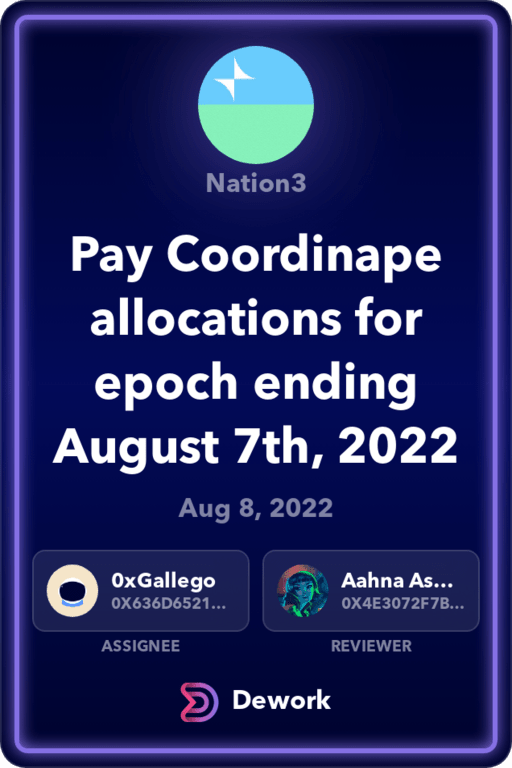 Nation3
Pay Coordinape
allocations for
epoch ending
August 7th, 2022
Aug 8, 2022
0xGallego
0X636D6521...
ASSIGNEE
Aahna As...
0X4E3072F7B...
REVIEWER
Dework